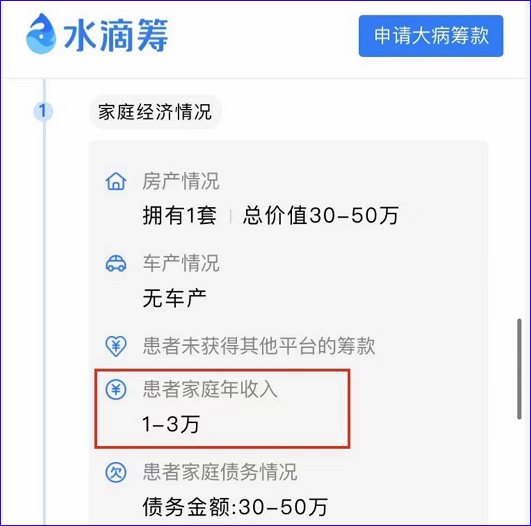 水滴筹
申请大病筹款
1
家庭经济情况
房产情况
拥有1套 | 总价值30-50万
车产情况
无车产
患者未获得其他平台的筹款
患者家庭年收入
1-3万
欠 患者家庭债务情况
债务金额:30-50万